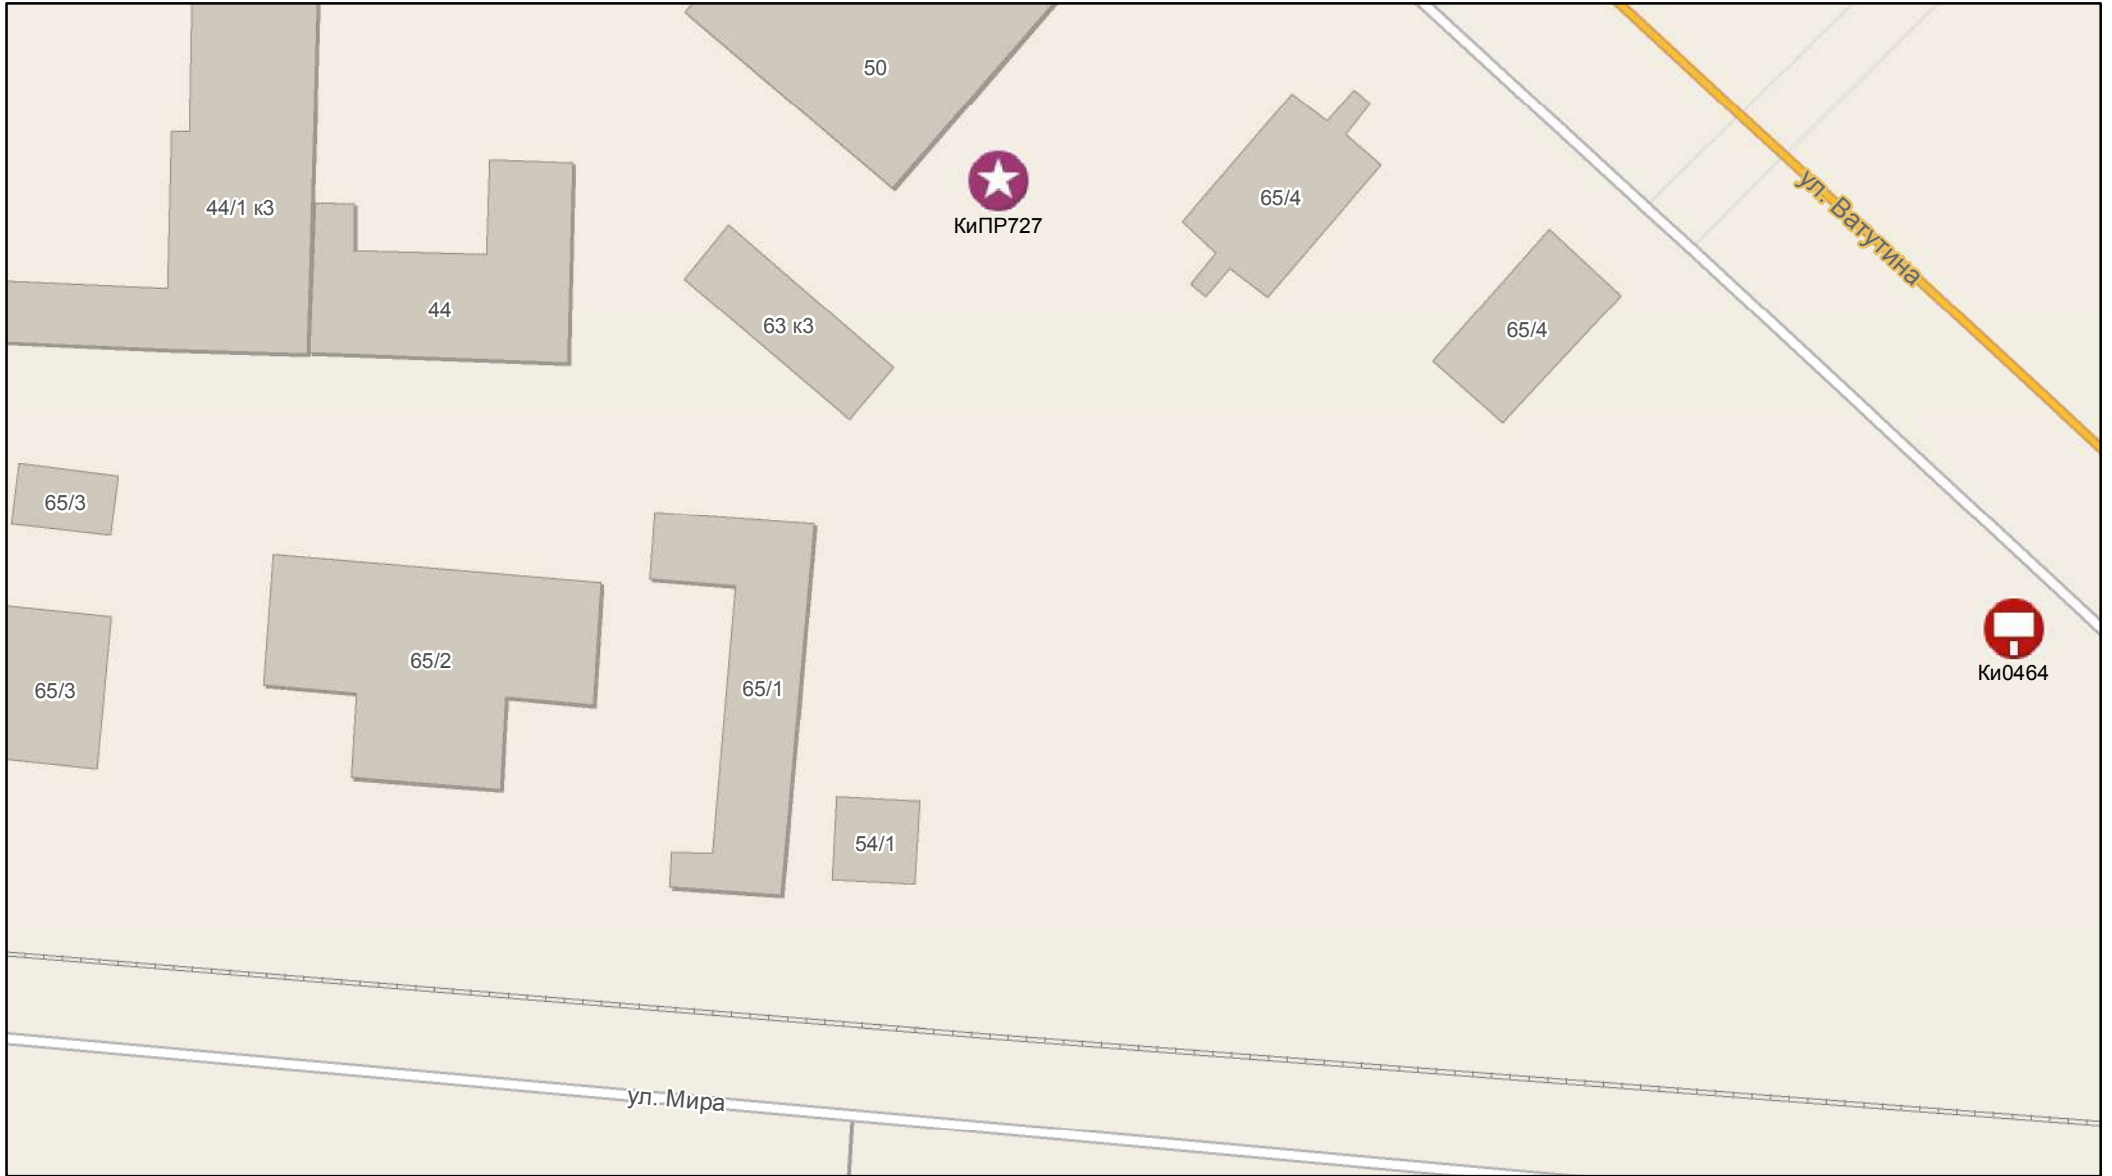 50
44/1 к3
65/4
КиПР727
ул. Ватутина
44
63 к3
65/4
65/3
65/2
65/3
65/1
Ки0464
54/1
ул. Мира